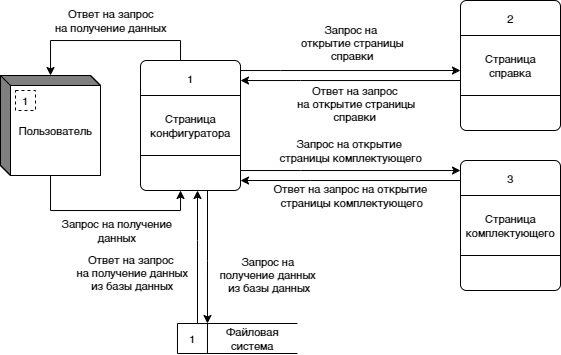 Ответ на запрос
на получение данных
Запрос на
открытие страницы
справки
2
Страница
справка
1
Пользователь
1
Страница
конфигуратора
Ответ на запрос
на открытие страницы
справки
Запрос на открытие
страницы комплектующего
Ответ на запрос на открытие
страницы комплектующего
3
Страница
комплектующего
Запрос на получение
данных
Ответ на запрос
на получение данных
из базы данных
Запрос на
получение данных
из базы данных
1
Файловая
система